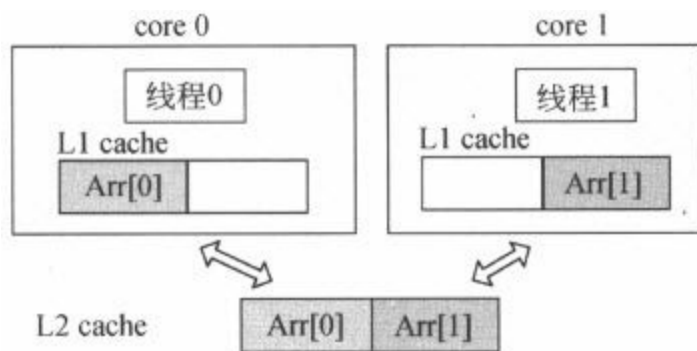 core 0
core 1
线程0
线程1
L1 cache
L1 cache
Arr[0]
Arr[1]
L2 cache
Arr[0]
Arr[1]